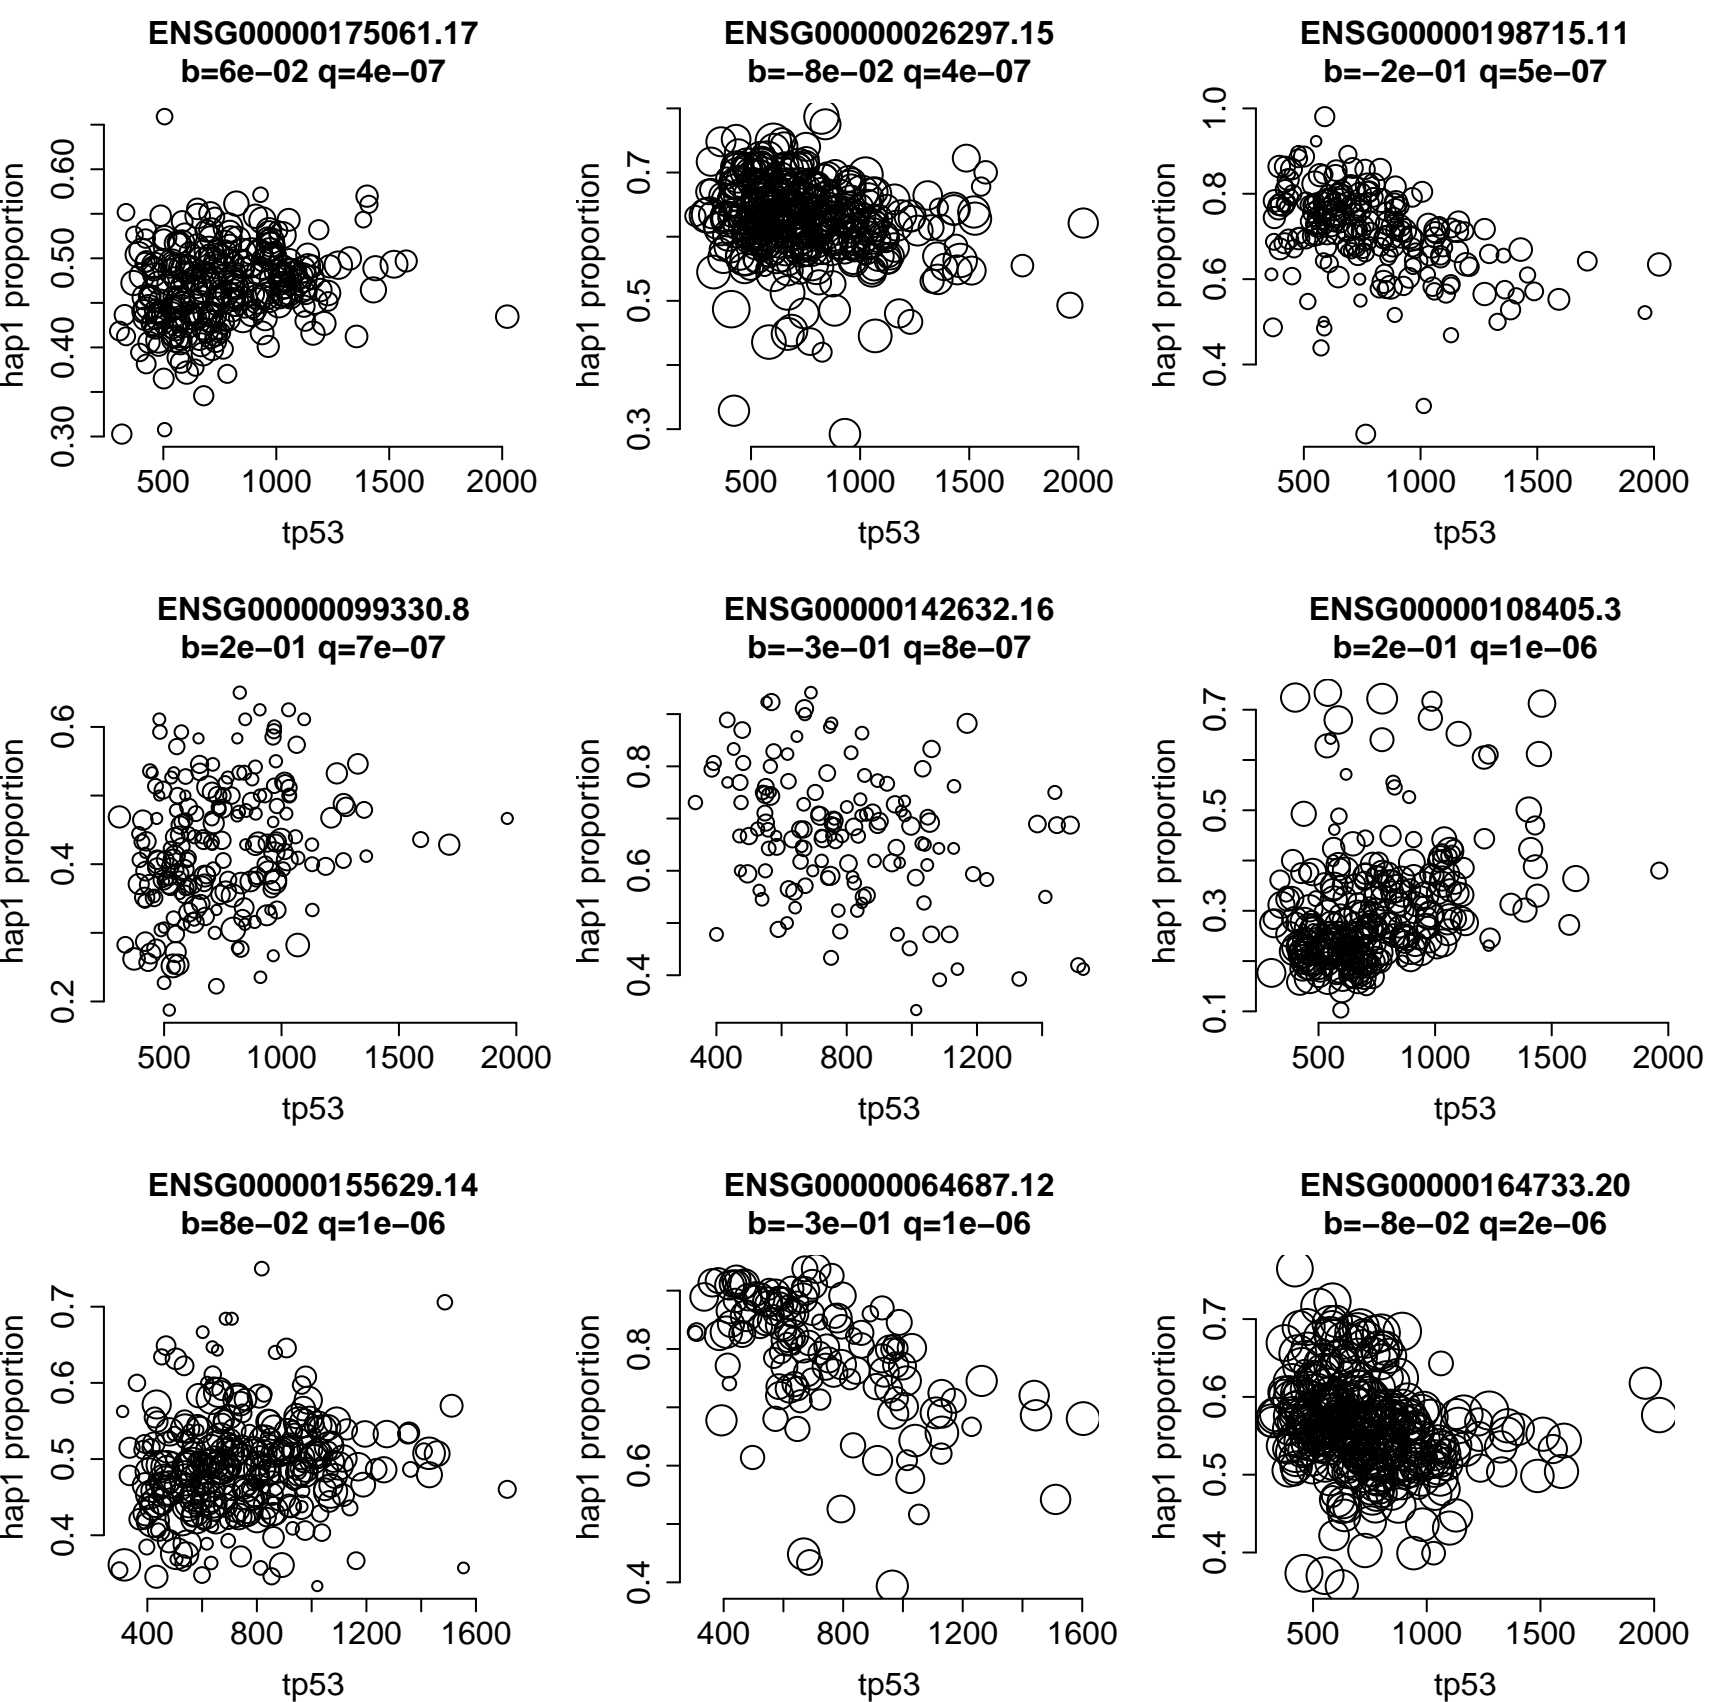 ENSG00000175061.17
b=6e−02 q=4e−07
hap1 proportion
0.30 0.40 0.50 0.60
500 1000 1500 2000
tp53
ENSG00000026297.15
b=−8e−02 q=4e−07
hap1 proportion
0.3 0.5 0.7
500 1000 1500 2000
tp53
ENSG00000198715.11
b=−2e−01 q=5e−07
hap1 proportion
0.4 0.6 0.8 1.0
500 1000 1500 2000
tp53
ENSG00000099330.8
b=2e−01 q=7e−07
hap1 proportion
0.2 0.4 0.6
500 1000 1500 2000
tp53
ENSG00000142632.16
b=−3e−01 q=8e−07
hap1 proportion
0.4 0.6 0.8
400 800 1200
tp53
ENSG00000108405.3
b=2e−01 q=1e−06
hap1 proportion
0.1 0.3 0.5 0.7
500 1000 1500 2000
tp53
ENSG00000155629.14
b=8e−02 q=1e−06
hap1 proportion
0.4 0.5 0.6 0.7
400 800 1200 1600
tp53
ENSG00000064687.12
b=−3e−01 q=1e−06
hap1 proportion
0.4 0.6 0.8
400 800 1200 1600
tp53
ENSG00000164733.20
b=−8e−02 q=2e−06
hap1 proportion
0.4 0.5 0.6 0.7
500 1000 1500 2000
tp53